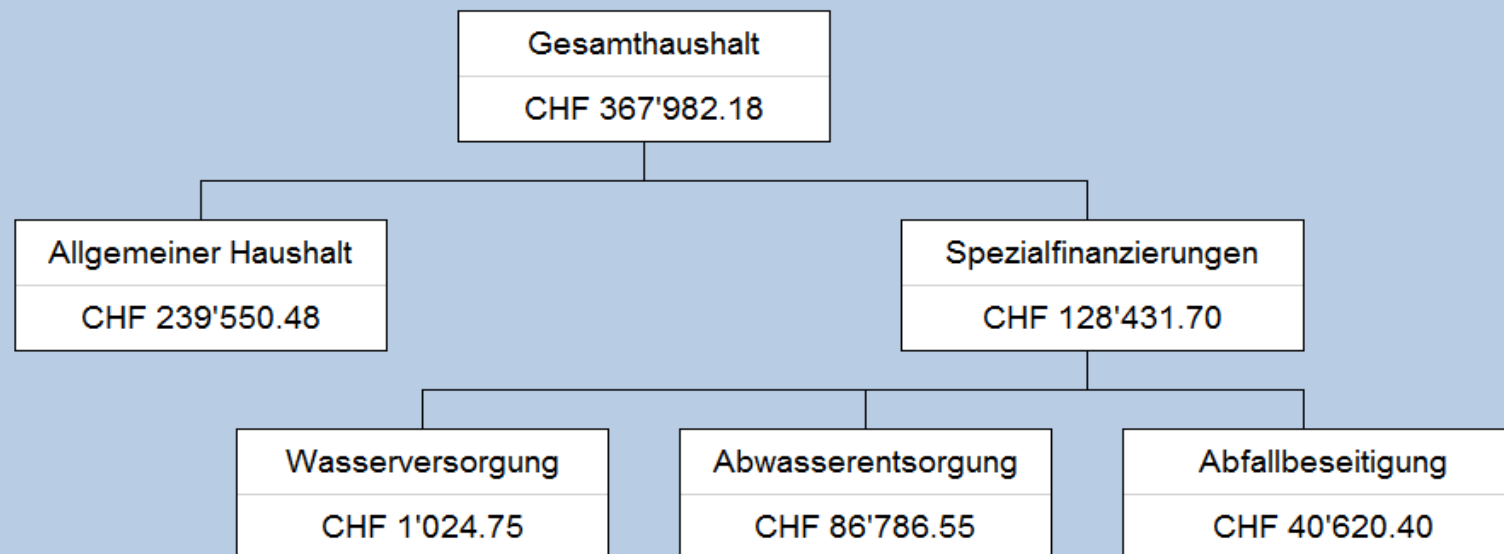 Gesamthaushalt
CHF 367'982.18
Allgemeiner Haushalt
CHF 239'550.48
Spezialfinanzierungen
CHF 128'431.70
Wasserversorgung
CHF 1'024.75
Abwasserentsorgung
CHF 86'786.55
Abfallbeseitigung
CHF 40'620.40